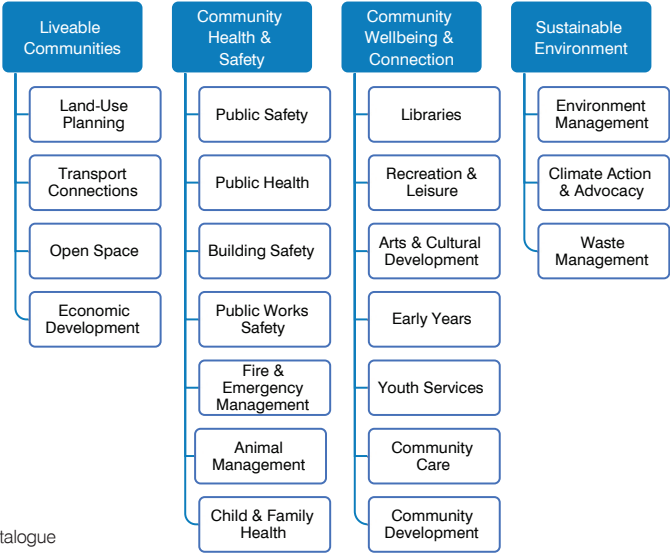 Liveable
Communities
Land-Use
Planning
Transport
Connections
Open Space
Economic
Development
Community
Health &
Safety
Public Safety
Public Health
Building Safety
Public Works
Safety
Fire &
Emergency
Management
Animal
Management
Child & Family
Health
Community
Wellbeing &
Connection
Libraries
Recreation &
Leisure
Arts & Cultural
Development
Early Years
Youth Services
Community
Care
Community
Development
Sustainable
Environment
Environment
Management
Climate Action
& Advocacy
Waste
Management
talogue